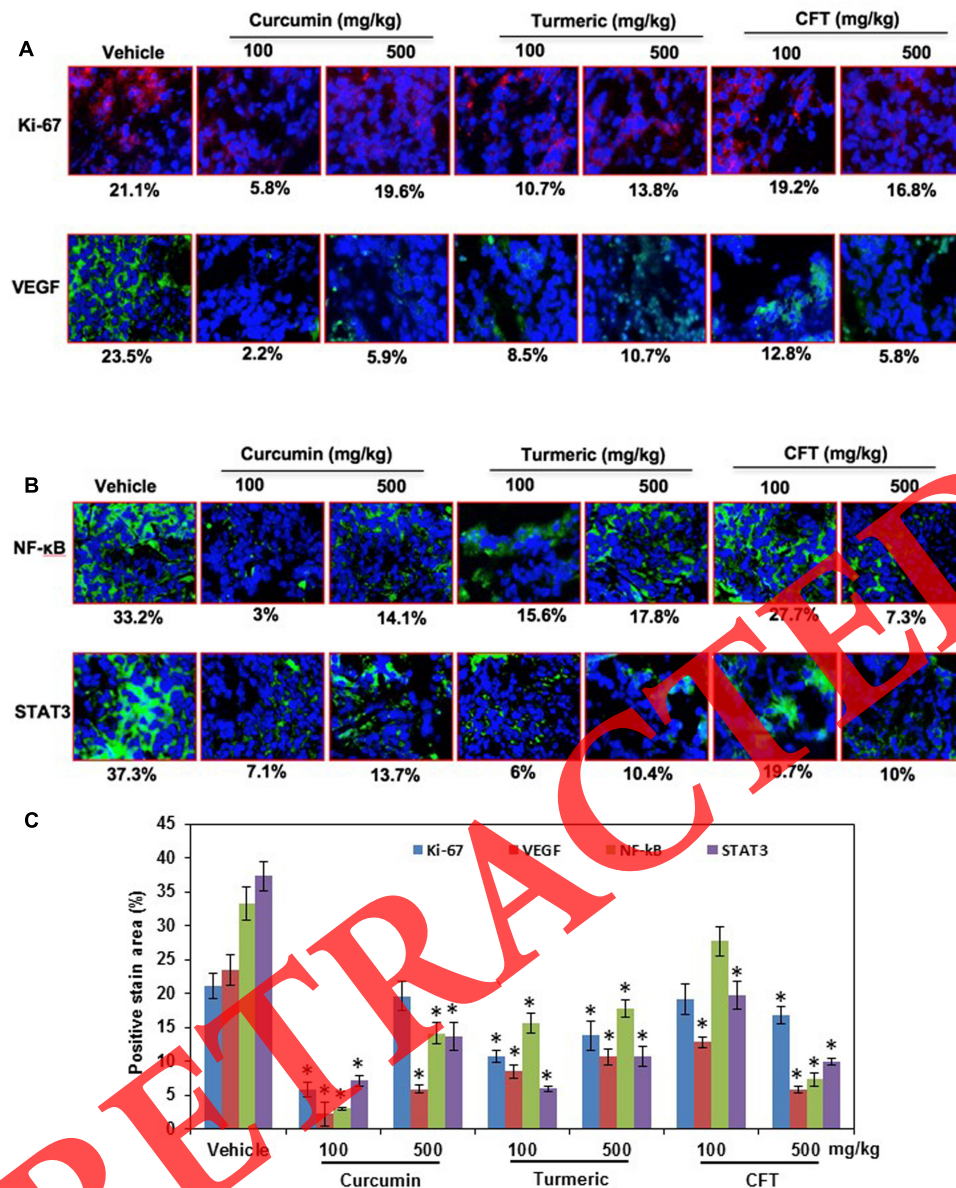 Curcumin (mg/kg) Turmeric (mg/kg) CFT (mg/kg)
A Vehicle 100 500 100 500 100 500
Ki-67
21.1% 5.8% 19.6% 10.7% 13.8% 19.2% 16.8%
VEGF
23.5% 2.2% 5.9% 8.5% 10.7% 12.8% 5.8%
Curcumin (mg/kg) Turmeric (mg/kg) CFT (mg/kg)
B Vehicle 100 500 100 500 100 500
NF-κB
33.2% 3% 14.1% 15.6% 17.8% 27.7% 7.3%
STAT3
37.3% 7.1% 13.7% 6% 10.4% 19.7% 10%
C
Positive stain area (%)
45
40
35
30
25
20
15
10
5
0
Ki-67 VEGF NF-kB STAT3
* * * *
* * *
* * * *
* * * *
* *
* * * *
Vehicle 100 500 100 500 100 500 mg/kg
Curcumin Turmeric CFT
RETRACTED